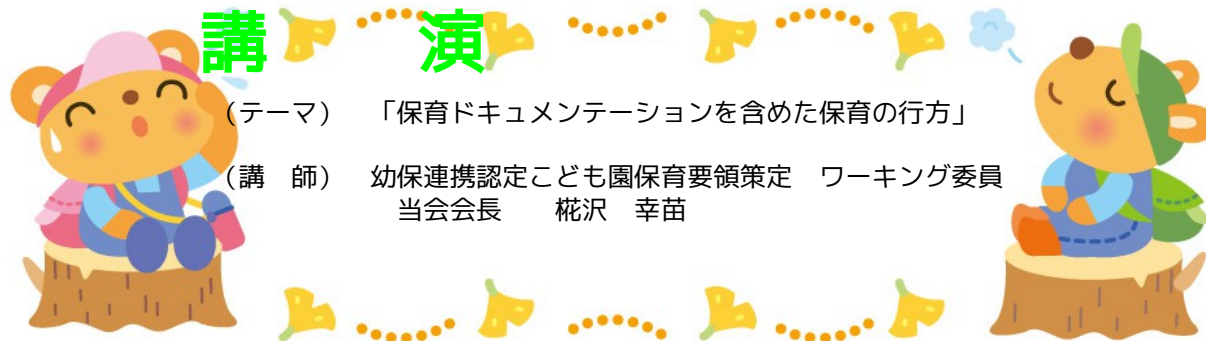 講　演
（テーマ）　「保育ドキュメンテーションを含めた保育の行方」
（講　師）　幼保連携認定こども園保育要領策定　ワーキング委員
当会会長　　椛沢　幸苗